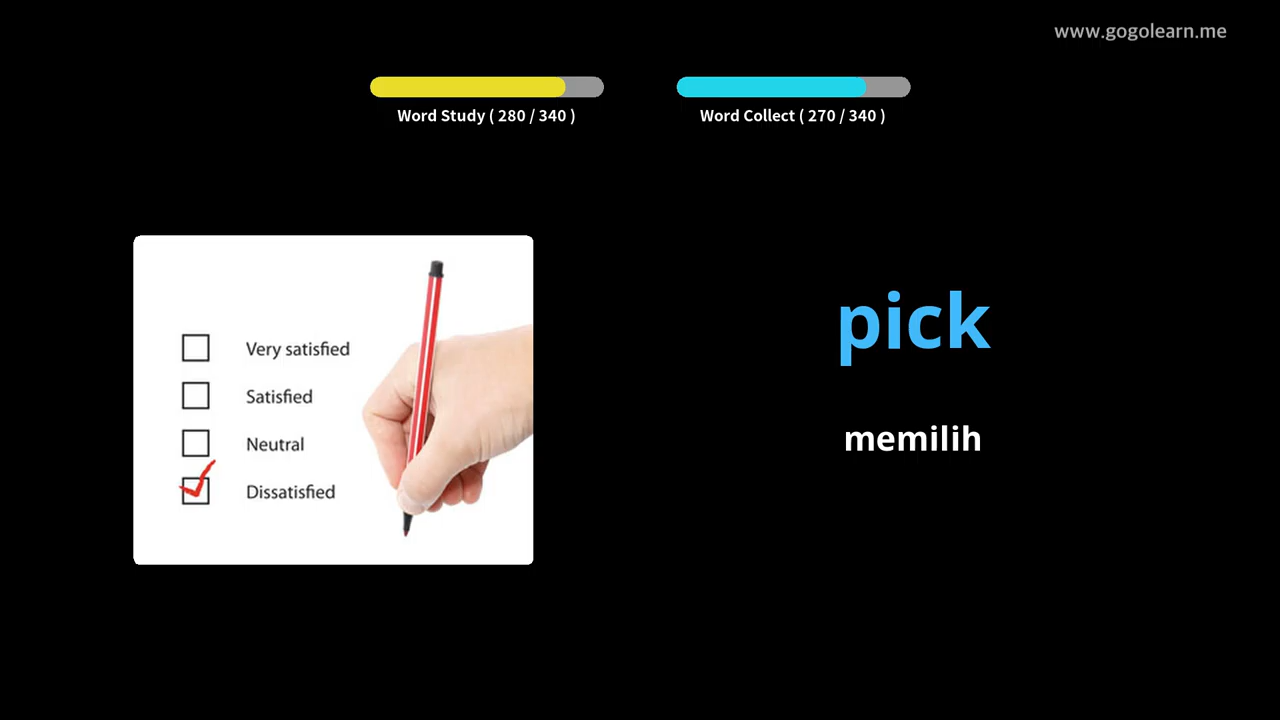 www.gogolearn.me
Word Study ( 280 / 340 )
Word Collect ( 270 / 340 )
Very satisfied
Satisfied
Neutral
Dissatisfied
pick
memilih